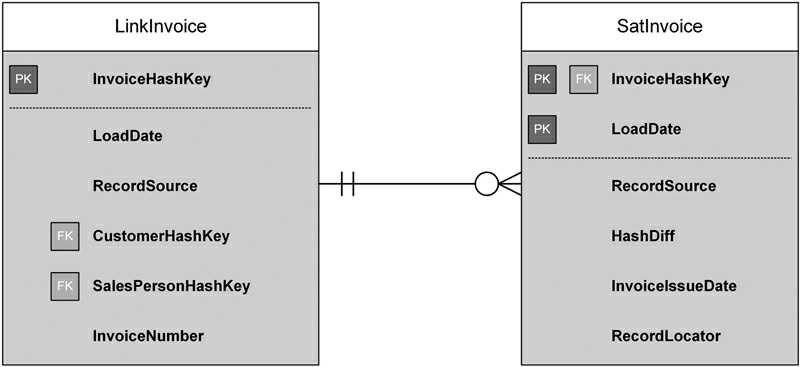 LinkInvoice
PK InvoiceHashKey
LoadDate
RecordSource
FK CustomerHashKey
FK SalesPersonHashKey
InvoiceNumber
SatInvoice
PK FK InvoiceHashKey
PK LoadDate
RecordSource
HashDiff
InvoiceIssueDate
RecordLocator